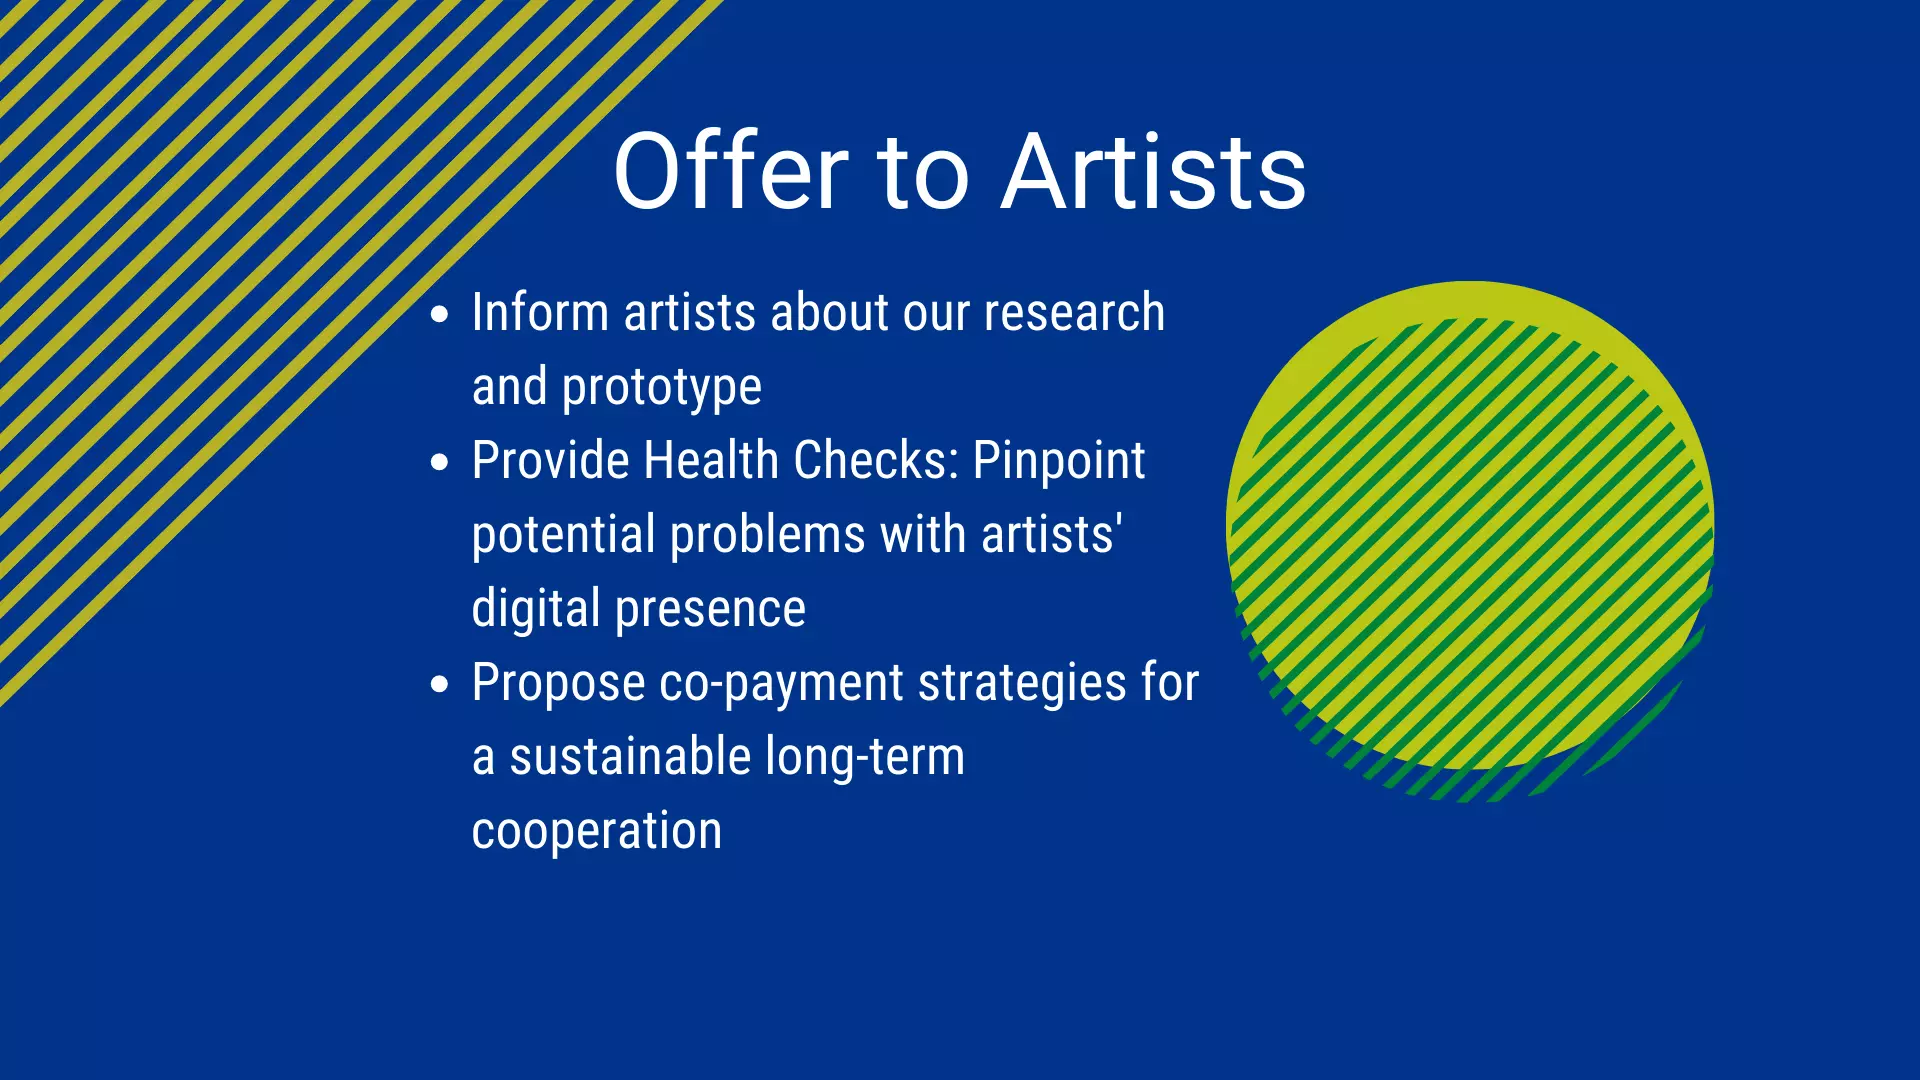 Offer to Artists
• Inform artists about our research
and prototype
• Provide Health Checks: Pinpoint
potential problems with artists'
digital presence
• Propose co-payment strategies for
a sustainable long-term
cooperation